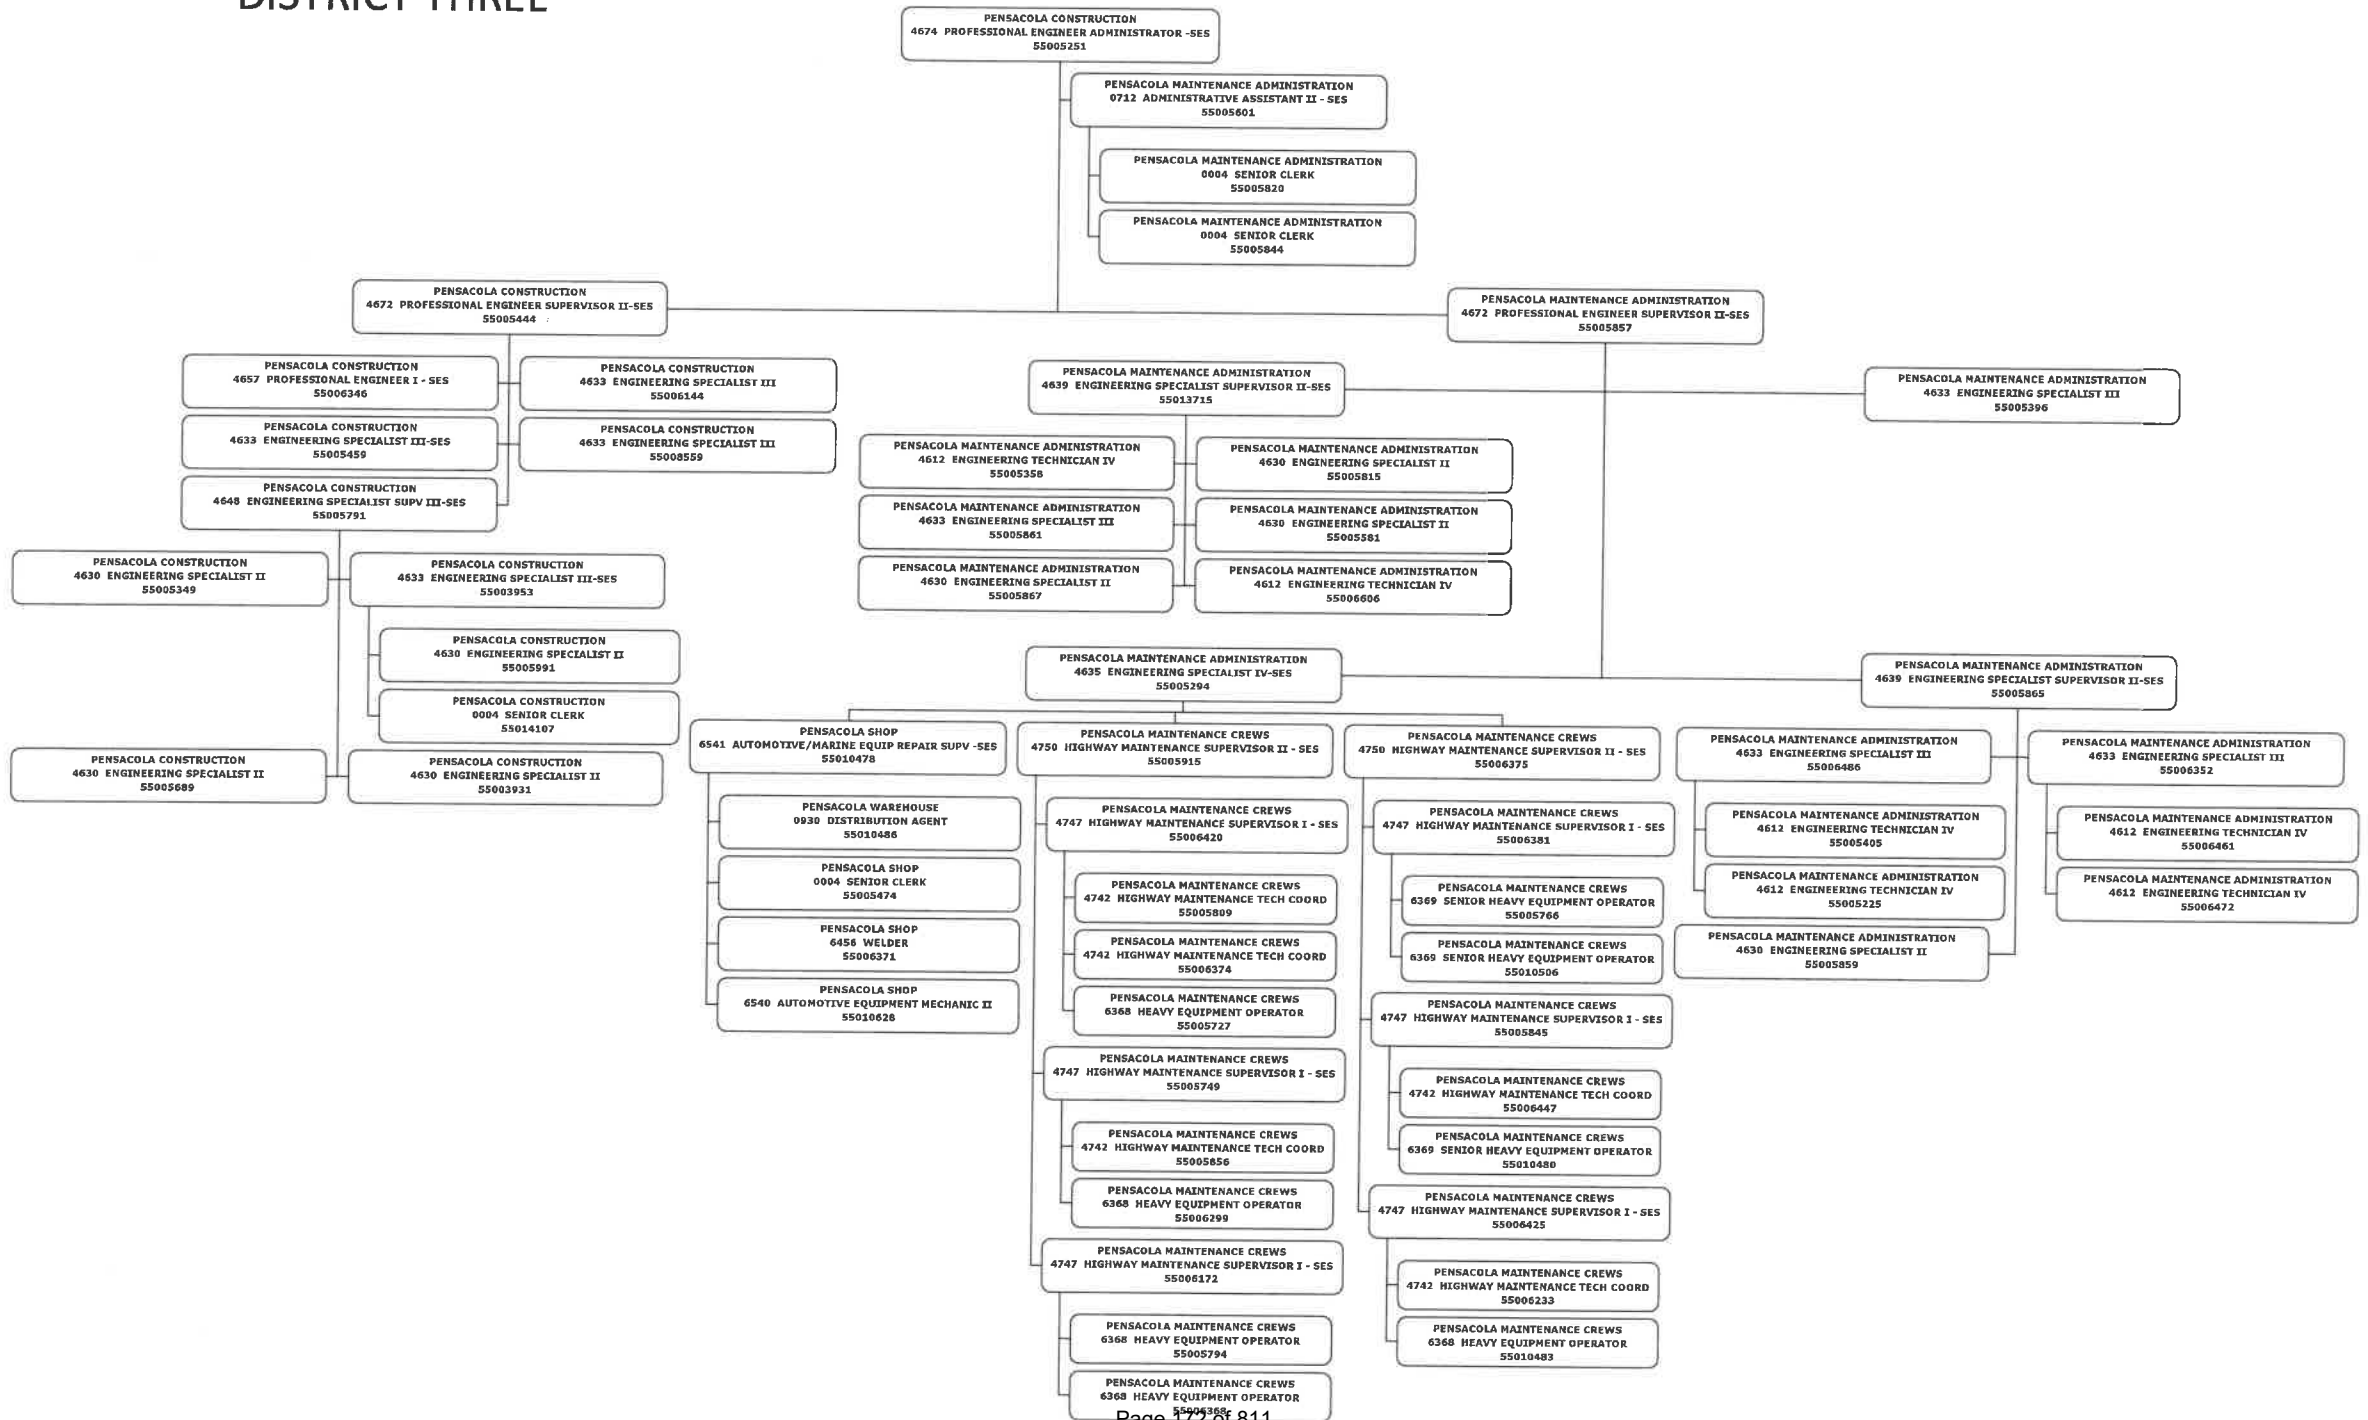 DISTRICT THREE
PENSACOLA CONSTRUCTION
4674 PROFESSIONAL ENGINEER ADMINISTRATOR -SES
55005251
PENSACOLA MAINTENANCE ADMINISTRATION
0712 ADMINISTRATIVE ASSISTANT II - SES
55005601
PENSACOLA MAINTENANCE ADMINISTRATION
0004 SENIOR CLERK
55005820
PENSACOLA MAINTENANCE ADMINISTRATION
0004 SENIOR CLERK
55005844
PENSACOLA CONSTRUCTION
4672 PROFESSIONAL ENGINEER SUPERVISOR II-SES
55005444
PENSACOLA CONSTRUCTION
4657 PROFESSIONAL ENGINEER I - SES
55006346
PENSACOLA CONSTRUCTION
4633 ENGINEERING SPECIALIST III
55006144
PENSACOLA CONSTRUCTION
4633 ENGINEERING SPECIALIST III-SES
55005459
PENSACOLA CONSTRUCTION
4633 ENGINEERING SPECIALIST III
55008559
PENSACOLA CONSTRUCTION
4648 ENGINEERING SPECIALIST SUPV III-SES
55005791
PENSACOLA CONSTRUCTION
4630 ENGINEERING SPECIALIST II
55005349
PENSACOLA CONSTRUCTION
4633 ENGINEERING SPECIALIST III-SES
55003953
PENSACOLA CONSTRUCTION
4630 ENGINEERING SPECIALIST II
55005991
PENSACOLA CONSTRUCTION
0004 SENIOR CLERK
55014107
PENSACOLA CONSTRUCTION
4630 ENGINEERING SPECIALIST II
55005689
PENSACOLA CONSTRUCTION
4630 ENGINEERING SPECIALIST II
55003931
PENSACOLA MAINTENANCE ADMINISTRATION
4672 PROFESSIONAL ENGINEER SUPERVISOR II-SES
55005857
PENSACOLA MAINTENANCE ADMINISTRATION
4639 ENGINEERING SPECIALIST SUPERVISOR II-SES
55013715
PENSACOLA MAINTENANCE ADMINISTRATION
4633 ENGINEERING SPECIALIST III
55005396
PENSACOLA MAINTENANCE ADMINISTRATION
4612 ENGINEERING TECHNICIAN IV
55005358
PENSACOLA MAINTENANCE ADMINISTRATION
4630 ENGINEERING SPECIALIST II
55005815
PENSACOLA MAINTENANCE ADMINISTRATION
4633 ENGINEERING SPECIALIST III
55005861
PENSACOLA MAINTENANCE ADMINISTRATION
4630 ENGINEERING SPECIALIST II
55005581
PENSACOLA MAINTENANCE ADMINISTRATION
4630 ENGINEERING SPECIALIST II
55005867
PENSACOLA MAINTENANCE ADMINISTRATION
4612 ENGINEERING TECHNICIAN IV
55006606
PENSACOLA MAINTENANCE ADMINISTRATION
4635 ENGINEERING SPECIALIST IV-SES
55005294
PENSACOLA SHOP
6541 AUTOMOTIVE/MARINE EQUIP REPAIR SUPV -SES
55010478
PENSACOLA WAREHOUSE
0930 DISTRIBUTION AGENT
55010486
PENSACOLA SHOP
0004 SENIOR CLERK
55005474
PENSACOLA SHOP
6456 WELDER
55006371
PENSACOLA SHOP
6540 AUTOMOTIVE EQUIPMENT MECHANIC II
55010628
PENSACOLA MAINTENANCE CREWS
4750 HIGHWAY MAINTENANCE SUPERVISOR II - SES
55005915
PENSACOLA MAINTENANCE CREWS
4747 HIGHWAY MAINTENANCE SUPERVISOR I - SES
55006420
PENSACOLA MAINTENANCE CREWS
4742 HIGHWAY MAINTENANCE TECH COORD
55005809
PENSACOLA MAINTENANCE CREWS
4742 HIGHWAY MAINTENANCE TECH COORD
55006374
PENSACOLA MAINTENANCE CREWS
6368 HEAVY EQUIPMENT OPERATOR
55005727
PENSACOLA MAINTENANCE CREWS
4747 HIGHWAY MAINTENANCE SUPERVISOR I - SES
55005749
PENSACOLA MAINTENANCE CREWS
4742 HIGHWAY MAINTENANCE TECH COORD
55005856
PENSACOLA MAINTENANCE CREWS
6368 HEAVY EQUIPMENT OPERATOR
55006299
PENSACOLA MAINTENANCE CREWS
4747 HIGHWAY MAINTENANCE SUPERVISOR I - SES
55006172
PENSACOLA MAINTENANCE CREWS
6368 HEAVY EQUIPMENT OPERATOR
55005794
PENSACOLA MAINTENANCE CREWS
6368 HEAVY EQUIPMENT OPERATOR
PENSACOLA MAINTENANCE CREWS
4750 HIGHWAY MAINTENANCE SUPERVISOR II - SES
55006375
PENSACOLA MAINTENANCE CREWS
4747 HIGHWAY MAINTENANCE SUPERVISOR I - SES
55006381
PENSACOLA MAINTENANCE CREWS
6369 SENIOR HEAVY EQUIPMENT OPERATOR
55005766
PENSACOLA MAINTENANCE CREWS
6369 SENIOR HEAVY EQUIPMENT OPERATOR
55010506
PENSACOLA MAINTENANCE CREWS
4747 HIGHWAY MAINTENANCE SUPERVISOR I - SES
55005845
PENSACOLA MAINTENANCE CREWS
4742 HIGHWAY MAINTENANCE TECH COORD
55006447
PENSACOLA MAINTENANCE CREWS
6369 SENIOR HEAVY EQUIPMENT OPERATOR
55010480
PENSACOLA MAINTENANCE CREWS
4747 HIGHWAY MAINTENANCE SUPERVISOR I - SES
55006425
PENSACOLA MAINTENANCE CREWS
4742 HIGHWAY MAINTENANCE TECH COORD
55006233
PENSACOLA MAINTENANCE CREWS
6368 HEAVY EQUIPMENT OPERATOR
55010483
PENSACOLA MAINTENANCE ADMINISTRATION
4639 ENGINEERING SPECIALIST SUPERVISOR II-SES
55005865
PENSACOLA MAINTENANCE ADMINISTRATION
4633 ENGINEERING SPECIALIST III
55006486
PENSACOLA MAINTENANCE ADMINISTRATION
4612 ENGINEERING TECHNICIAN IV
55005405
PENSACOLA MAINTENANCE ADMINISTRATION
4612 ENGINEERING TECHNICIAN IV
55005225
PENSACOLA MAINTENANCE ADMINISTRATION
4633 ENGINEERING SPECIALIST III
55006352
PENSACOLA MAINTENANCE ADMINISTRATION
4612 ENGINEERING TECHNICIAN IV
55006461
PENSACOLA MAINTENANCE ADMINISTRATION
4612 ENGINEERING TECHNICIAN IV
55006472
PENSACOLA MAINTENANCE ADMINISTRATION
4630 ENGINEERING SPECIALIST II
55005859
Page 172 of 811